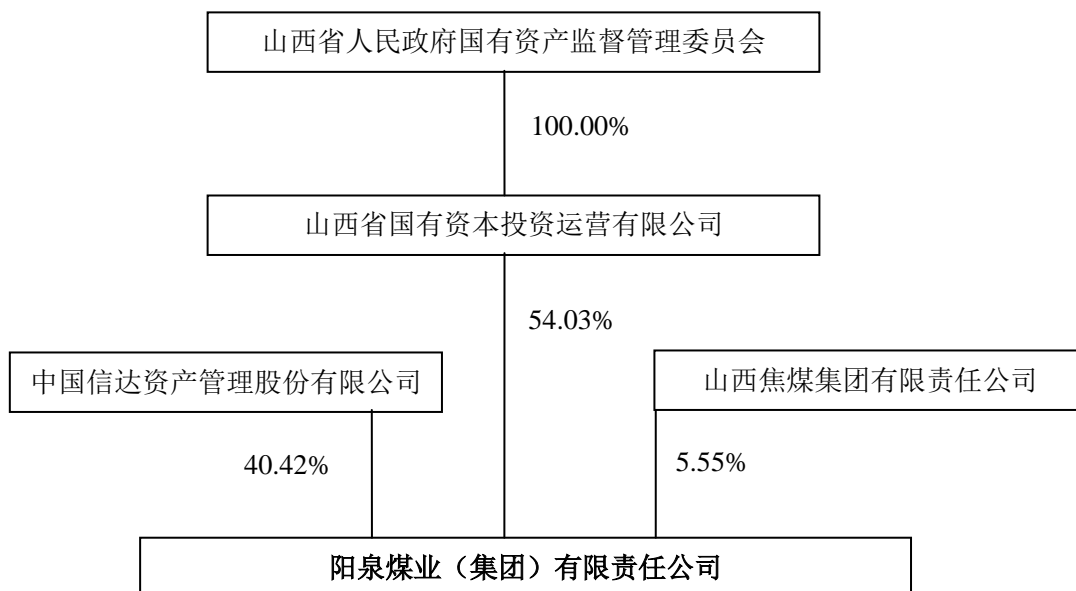 山西省人民政府国有资产监督管理委员会
100.00%
山西省国有资本投资运营有限公司
54.03%
中国信达资产管理股份有限公司
山西焦煤集团有限责任公司
40.42%
5.55%
阳泉煤业（集团）有限责任公司